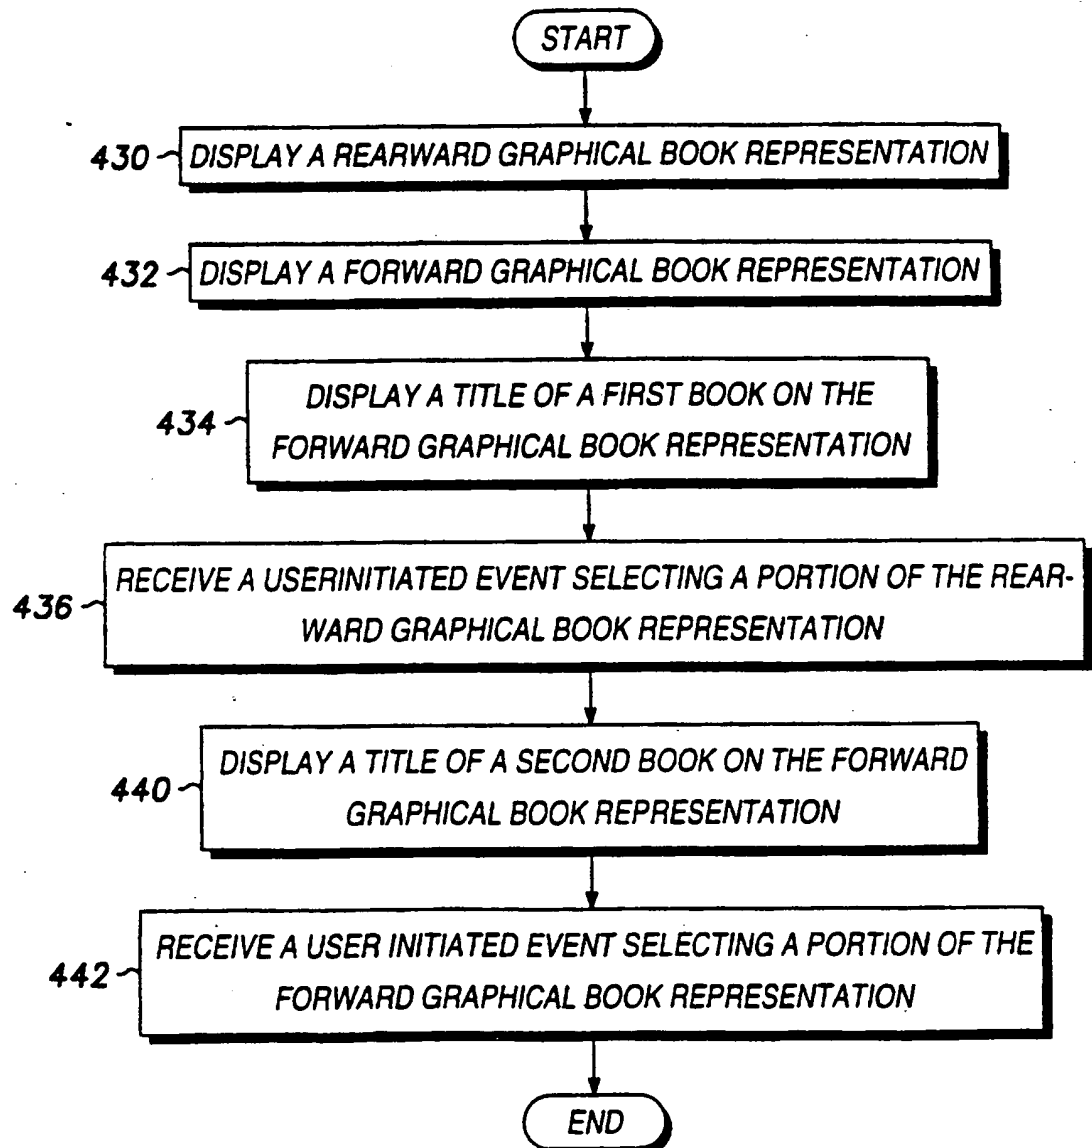 START
430 DISPLAY A REARWARD GRAPHICAL BOOK REPRESENTATION
432 DISPLAY A FORWARD GRAPHICAL BOOK REPRESENTATION
DISPLAY A TITLE OF A FIRST BOOK ON THE
434
FORWARD GRAPHICAL BOOK REPRESENTATION
RECEIVE A USERINITIATED EVENT SELECTING A PORTION OF THE REAR-
436
WARD GRAPHICAL BOOK REPRESENTATION
DISPLAY A TITLE OF A SECOND BOOK ON THE FORWARD
440
GRAPHICAL BOOK REPRESENTATION
RECEIVE A USER INITIATED EVENT SELECTING A PORTION OF THE
442
FORWARD GRAPHICAL BOOK REPRESENTATION
END